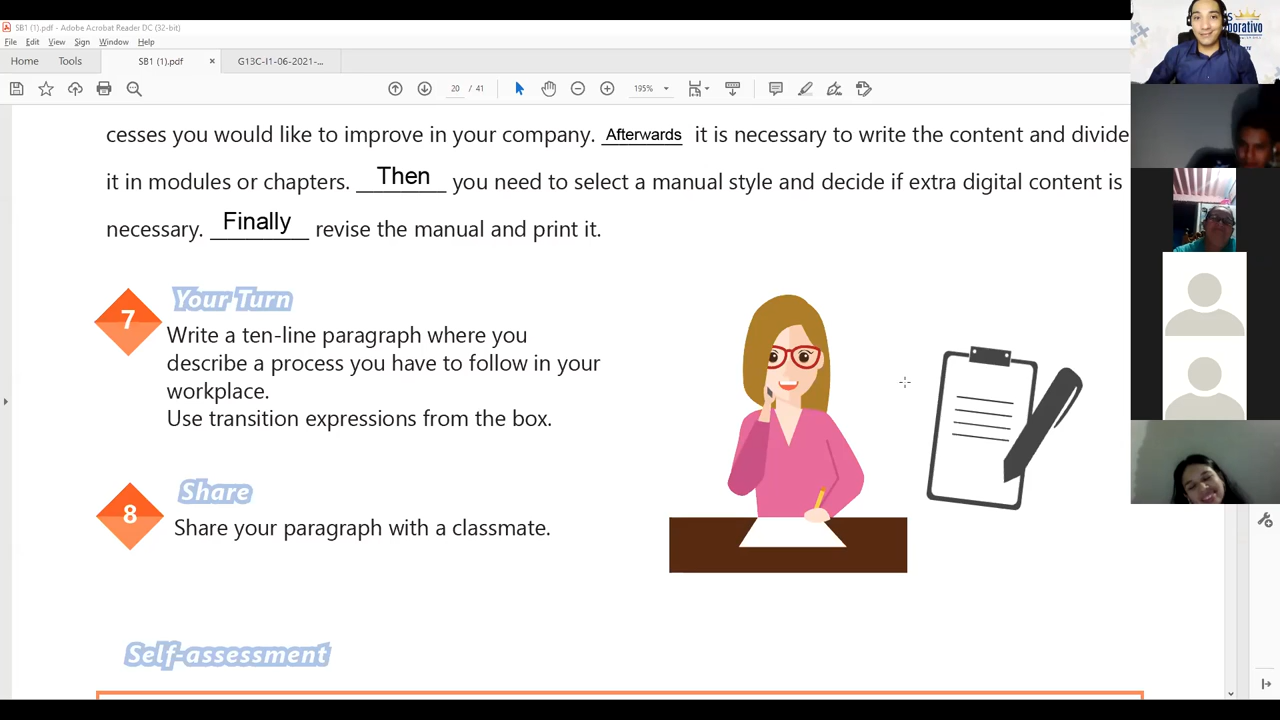 SB1 (1).pdf - Adobe Acrobat Reader DC (32-bit)
File Edit View Sign Window Help
Home Tools SB1 (1).pdf × G13C-I1-06-2021-...
20 / 41 195%
cesses you would like to improve in your company. Afterwards it is necessary to write the content and divide
it in modules or chapters. Then you need to select a manual style and decide if extra digital content is
necessary. Finally revise the manual and print it.
7 Your Turn
Write a ten-line paragraph where you
describe a process you have to follow in your
workplace.
Use transition expressions from the box.
8 Share
Share your paragraph with a classmate.
Self-assessment